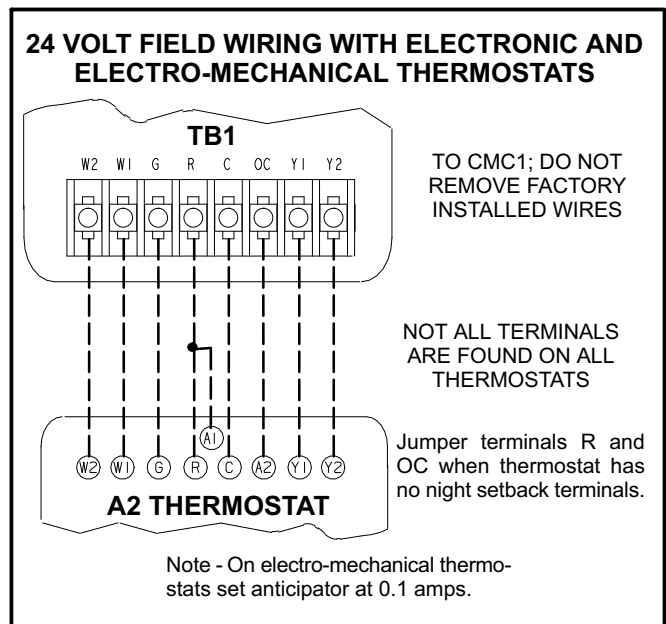 24 VOLT FIELD WIRING WITH ELECTRONIC AND
ELECTRO-MECHANICAL THERMOSTATS
TB1
W2 W1 G R C OC Y1 Y2
TO CMC1; DO NOT
REMOVE FACTORY
INSTALLED WIRES
NOT ALL TERMINALS
ARE FOUND ON ALL
THERMOSTATS
A1
W2 W1 G R C A2 Y1 Y2
A2 THERMOSTAT
Jumper terminals R and
OC when thermostat has
no night setback terminals.
Note - On electro-mechanical thermo-
stats set anticipator at 0.1 amps.